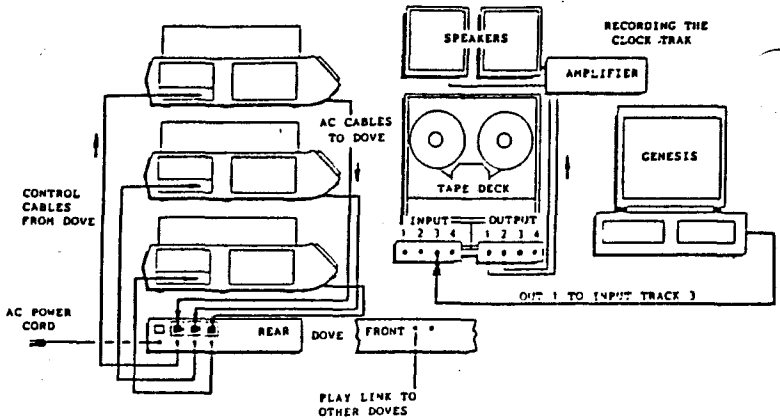 RECORDING THE
CLOCK TRAK
SPEAKERS
AMPLIFIER
AC CABLES
TO DOVE
GENESIS
TAPE DECK
CONTROL
CABLES
FROM DOVE
INPUT OUTPUT
1 2 3 4 1 2 3 4
OUT 1 TO INPUT TRACK 3
AC POWER
CORD
REAR DOVE FRONT
PLAY LINK TO
OTHER DOVES